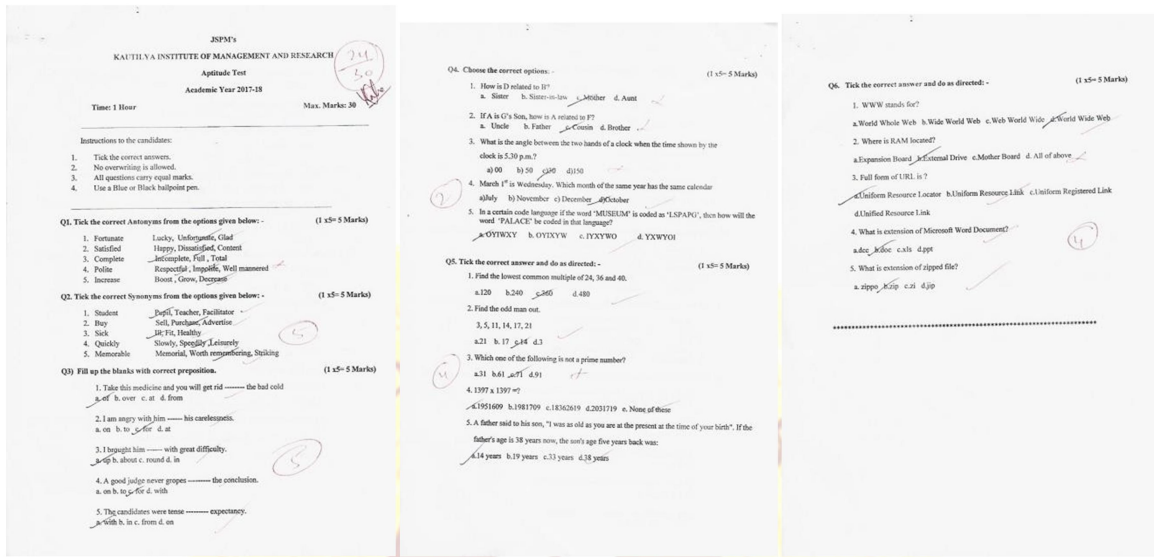 JSPM's
KAUTILYA INSTITUTE OF MANAGEMENT AND RESEARCH
24
30
Aptitude Test
Academic Year 2017-18
Time: 1 Hour Max. Marks: 30
Instructions to the candidates:
1. Tick the correct answers.
2. No overwriting is allowed.
3. All questions carry equal marks.
4. Use a Blue or Black ballpoint pen.
Q1. Tick the correct Antonyms from the options given below: - (1 x5= 5 Marks)
1. Fortunate Lucky, Unfortunate, Glad
2. Satisfied Happy, Dissatisfied, Content
3. Complete Incomplete, Full , Total
4. Polite Respectful , Impolite, Well mannered
5. Increase Boost , Grow, Decrease
Q2. Tick the correct Synonyms from the options given below: - (1 x5= 5 Marks)
1. Student Pupil, Teacher, Facilitator
2. Buy Sell, Purchase, Advertise
3. Sick Ill, Fit, Healthy
4. Quickly Slowly, Speedily ,Leisurely
5. Memorable Memorial, Worth remembering, Striking
5
Q3) Fill up the blanks with correct preposition. (1 x5= 5 Marks)
1. Take this medicine and you will get rid -------- the bad cold
a. of b. over c. at d. from
2. I am angry with him ------ his carelessness.
a. on b. to c. for d. at
3. I brought him ------ with great difficulty.
a. up b. about c. round d. in
5
4. A good judge never gropes --------- the conclusion.
a. on b. to c. for d. with
5. The candidates were tense --------- expectancy.
a. with b. in c. from d. on
Q4. Choose the correct options: - (1 x5= 5 Marks)
1. How is D related to H?
a. Sister b. Sister-in-law c. Mother d. Aunt
2. If A is G's Son, how is A related to F?
a. Uncle b. Father c. Cousin d. Brother
3. What is the angle between the two hands of a clock when the time shown by the
clock is 5.30 p.m.?
a) 00 b) 50 c)90 d)150
2
4. March 1st is Wednesday. Which month of the same year has the same calendar
a)July b) November c) December d)October
5. In a certain code language if the word 'MUSEUM' is coded as 'LSPAPG', then how will the
word 'PALACE' be coded in that language?
a. OYIWXY b. OYIXYW c. IYXYWO d. YXWYOI
Q5. Tick the correct answer and do as directed: - (1 x5= 5 Marks)
1. Find the lowest common multiple of 24, 36 and 40.
a.120 b.240 c.360 d.480
2. Find the odd man out.
3, 5, 11, 14, 17, 21
a.21 b. 17 c.14 d.3
3. Which one of the following is not a prime number?
4
a.31 b.61 c.71 d.91
4. 1397 x 1397 =?
a.1951609 b.1981709 c.18362619 d.2031719 e. None of these
5. A father said to his son, "I was as old as you are at the present at the time of your birth". If the
father's age is 38 years now, the son's age five years back was:
a.14 years b.19 years c.33 years d.38 years
Q6. Tick the correct answer and do as directed: - (1 x5= 5 Marks)
1. WWW stands for?
a.World Whole Web b.Wide World Web c.Web World Wide d.World Wide Web
2. Where is RAM located?
a.Expansion Board b.External Drive c.Mother Board d. All of above
3. Full form of URL is ?
a.Uniform Resource Locator b.Uniform Resource Link c.Uniform Registered Link
d.Unified Resource Link
4. What is extension of Microsoft Word Document?
a.dcc b.doc c.xls d.ppt
4
5. What is extension of zipped file?
a. zippo b.zip c.zi d.jip